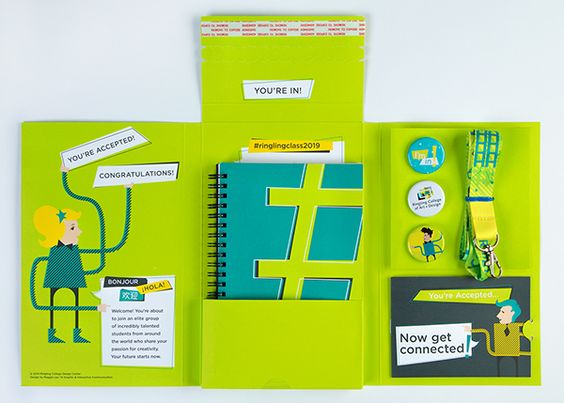 YOU'RE IN!
YOU'RE ACCEPTED!
CONGRATULATIONS!
BONJOUR
¡HOLA!
欢迎
Welcome! You're about
to join an elite group
of incredibly talented
students from around
the world who share your
passion for creativity.
Your future starts now.
#ringlingclass2019
#
in!
Ringling College
of Art + Design
You're Accepted...
Now get
connected